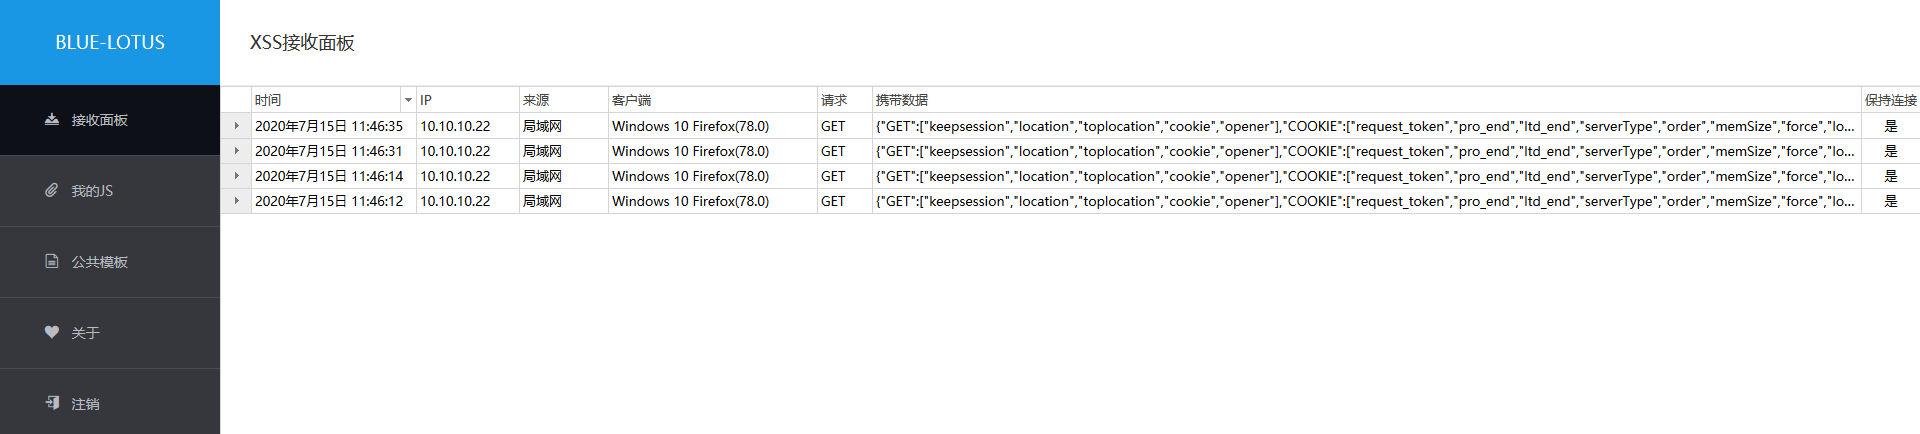 BLUE-LOTUS
XSS接收面板
接收面板
我的JS
公共模板
关于
注销
时间 IP 来源 客户端 请求 携带数据 保持连接
2020年7月15日 11:46:35 10.10.10.22 局域网 Windows 10 Firefox(78.0) GET {"GET":["keepsession","location","toplocation","cookie","opener"],"COOKIE":["request_token","pro_end","ltd_end","serverType","order","memSize","force","lo... 是
2020年7月15日 11:46:31 10.10.10.22 局域网 Windows 10 Firefox(78.0) GET {"GET":["keepsession","location","toplocation","cookie","opener"],"COOKIE":["request_token","pro_end","ltd_end","serverType","order","memSize","force","lo... 是
2020年7月15日 11:46:14 10.10.10.22 局域网 Windows 10 Firefox(78.0) GET {"GET":["keepsession","location","toplocation","cookie","opener"],"COOKIE":["request_token","pro_end","ltd_end","serverType","order","memSize","force","lo... 是
2020年7月15日 11:46:12 10.10.10.22 局域网 Windows 10 Firefox(78.0) GET {"GET":["keepsession","location","toplocation","cookie","opener"],"COOKIE":["request_token","pro_end","ltd_end","serverType","order","memSize","force","lo... 是